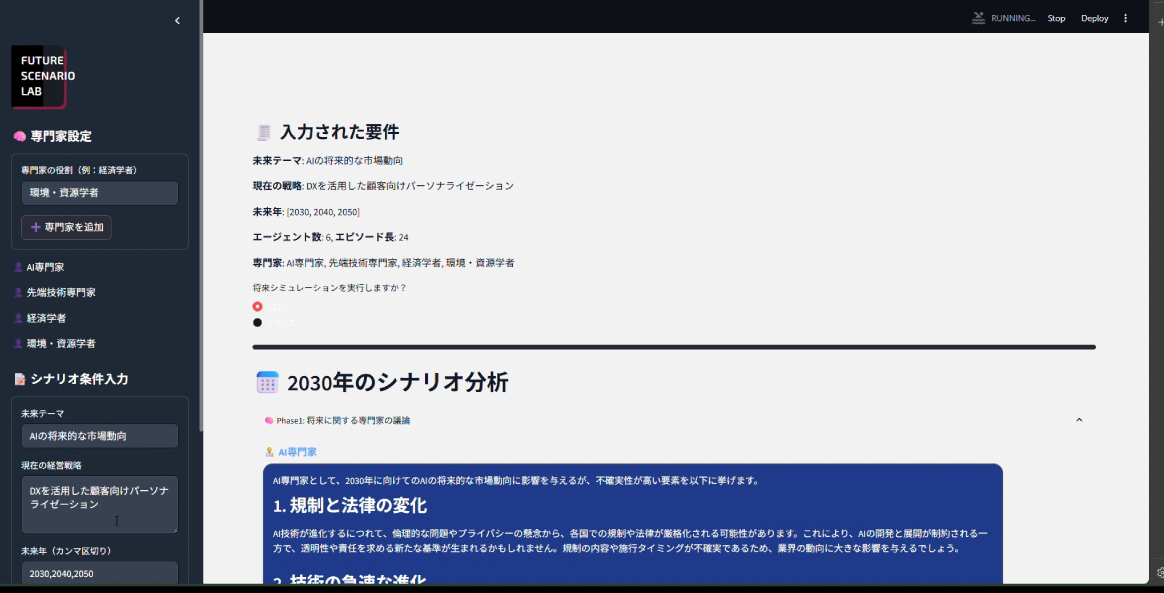 FUTURE
SCENARIO
LAB
専門家設定
専門家の役割（例：経済学者）
環境・資源学者
専門家を追加
AI専門家
先端技術専門家
経済学者
環境・資源学者
シナリオ条件入力
未来テーマ
AIの将来的な市場動向
現在の経営戦略
DXを活用した顧客向けパーソナ
ライゼーション
未来年（カンマ区切り）
2030,2040,2050
RUNNING...
Stop
Deploy
入力された要件
未来テーマ: AIの将来的な市場動向
現在の戦略: DXを活用した顧客向けパーソナライゼーション
未来年: [2030, 2040, 2050]
エージェント数: 6, エピソード長: 24
専門家: AI専門家, 先端技術専門家, 経済学者, 環境・資源学者
将来シミュレーションを実行しますか？
2030年のシナリオ分析
Phase1: 将来に関する専門家の議論
AI専門家
AI専門家として、2030年に向けてのAIの将来的な市場動向に影響を与えるが、不確実性が高い要素を以下に挙げます。
1. 規制と法律の変化
AI技術が進化するにつれて、倫理的な問題やプライバシーの懸念から、各国での規制や法律が厳格化される可能性があります。これにより、AIの開発と展開が制約される一
方で、透明性や責任を求める新たな基準が生まれるかもしれません。規制の内容や施行タイミングが不確実であるため、業界の動向に大きな影響を与えるでしょう。
2. 技術の急速な進化